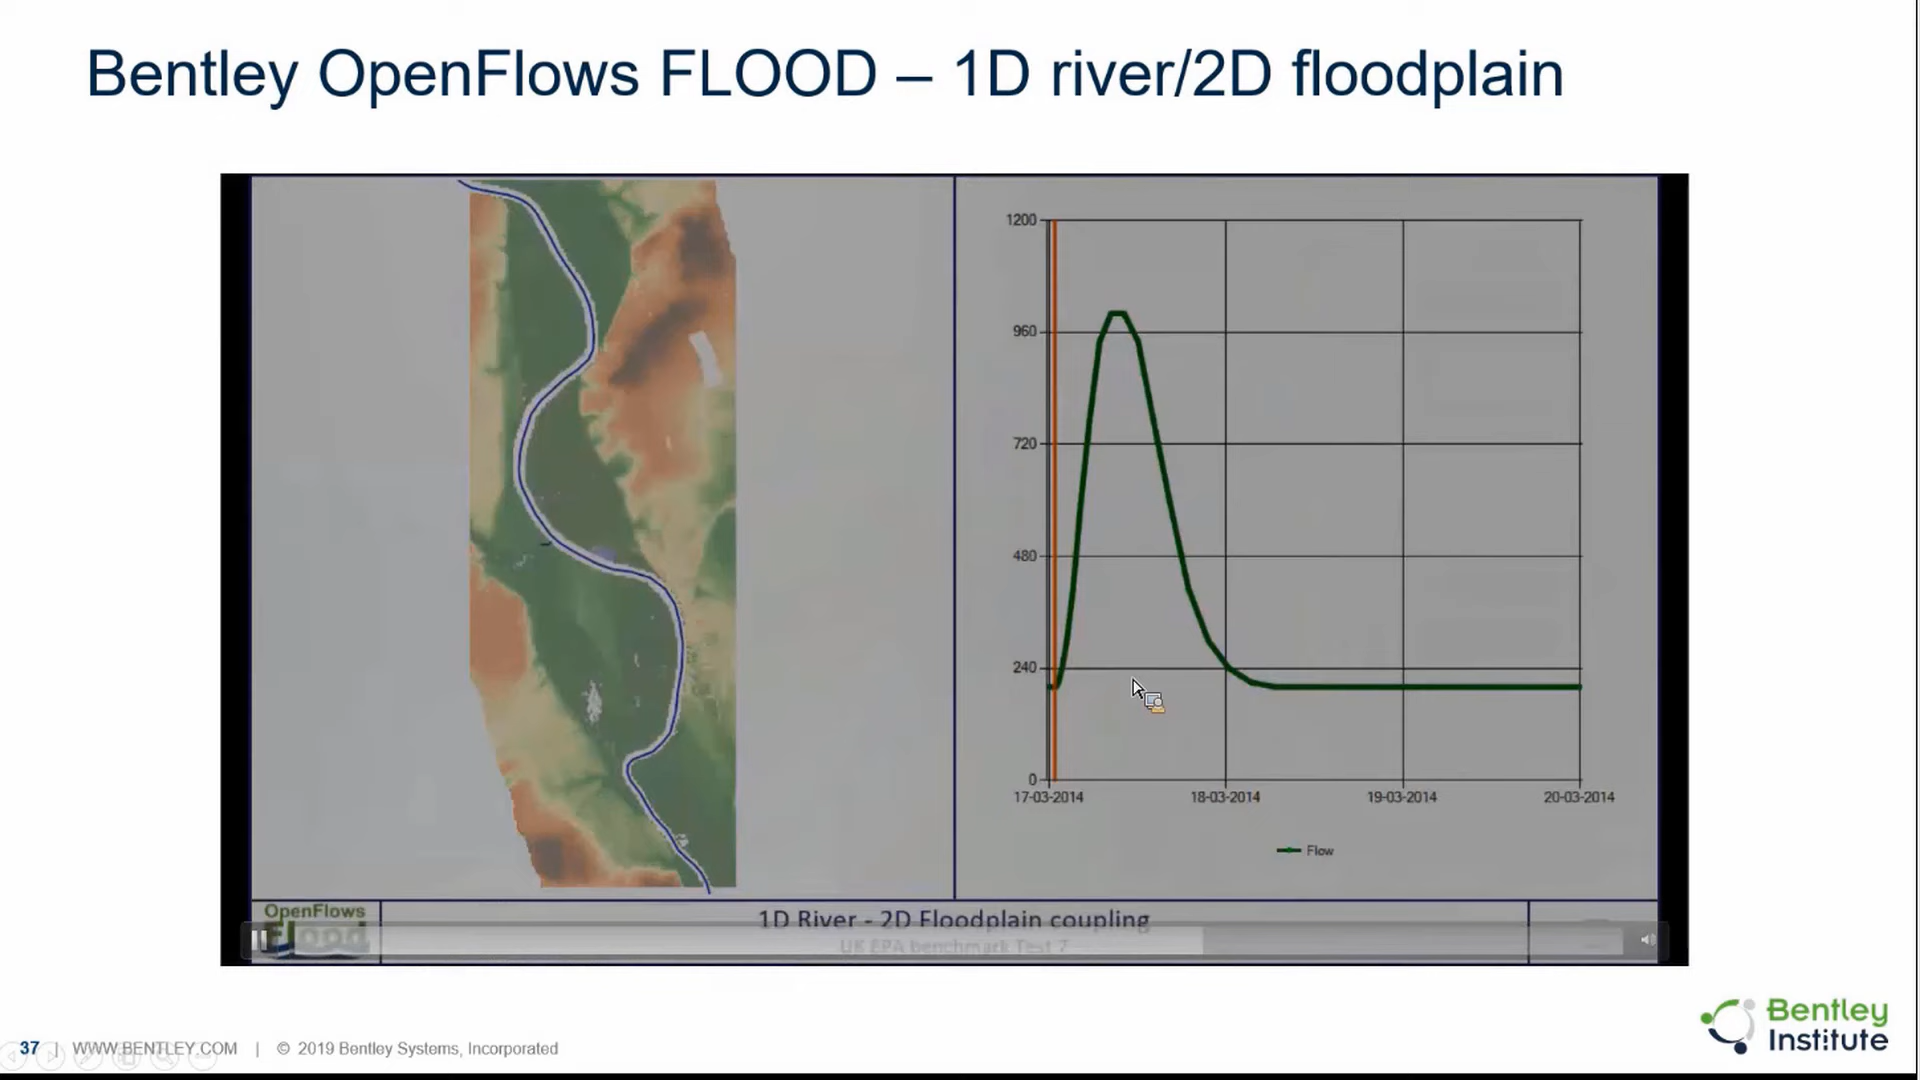 Bentley OpenFlows FLOOD – 1D river/2D floodplain
1200
960
720
480
240
0
17-03-2014
18-03-2014
19-03-2014
20-03-2014
Flow
OpenFlows
Flood
1D River - 2D Floodplain coupling
UK EPA benchmark Test 7
37 | WWW.BENTLEY.COM | © 2019 Bentley Systems, Incorporated
Bentley
Institute